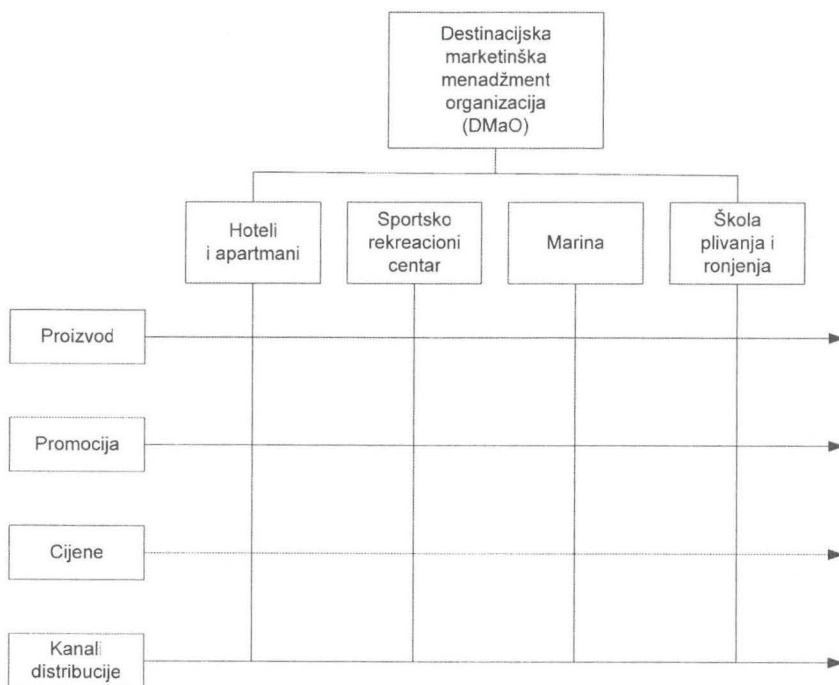 Destinacijska
marketinška
menadžment
organizacija
(DMaO)
Hoteli
i apartmani
Sportsko
rekreacioni
centar
Marina
Škola
plivanja i
ronjenja
Proizvod
Promocija
Cijene
Kanali
distribucije